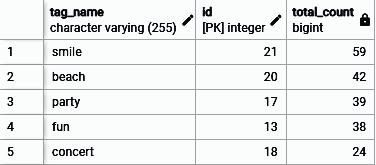 tag_name id total_count
character varying (255) [PK] integer bigint
1 smile 21 59
2 beach 20 42
3 party 17 39
4 fun 13 38
5 concert 18 24